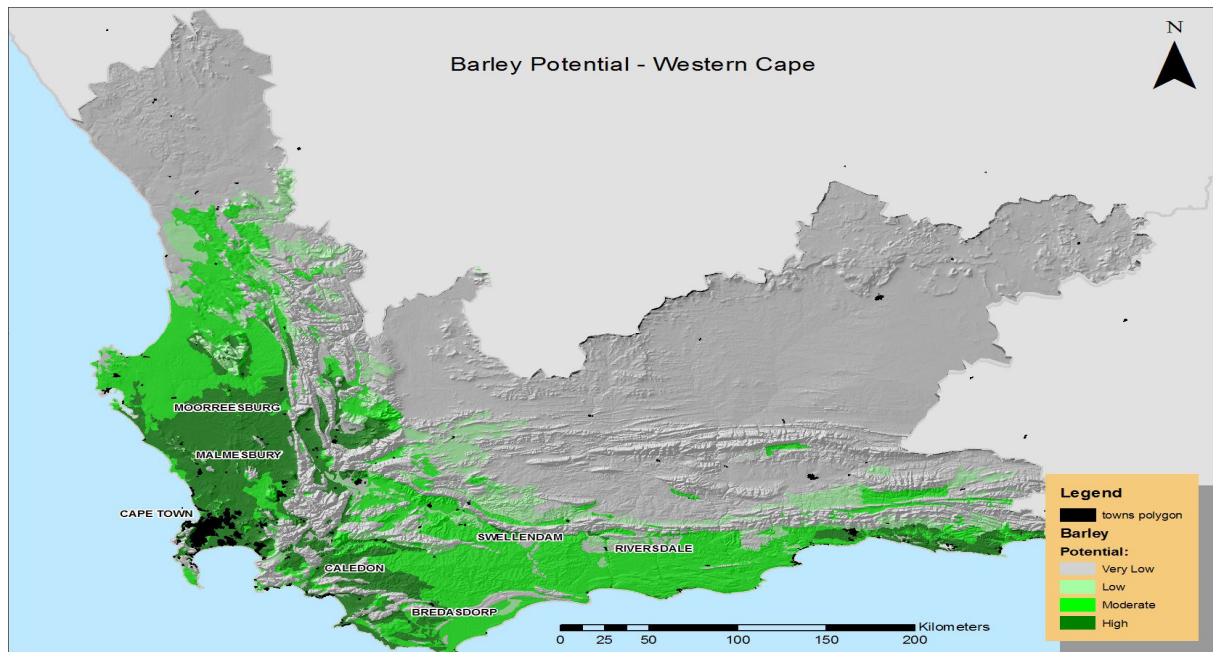 Barley Potential - Western Cape
N
MOORREESBURG
MALMESBURY
CAPE TOWN
SWELLENDAM
RIVERSDALE
CALEDON
BREDASDORP
Kilometers
0 25 50 100 150 200
Legend
towns polygon
Barley
Potential:
Very Low
Low
Moderate
High